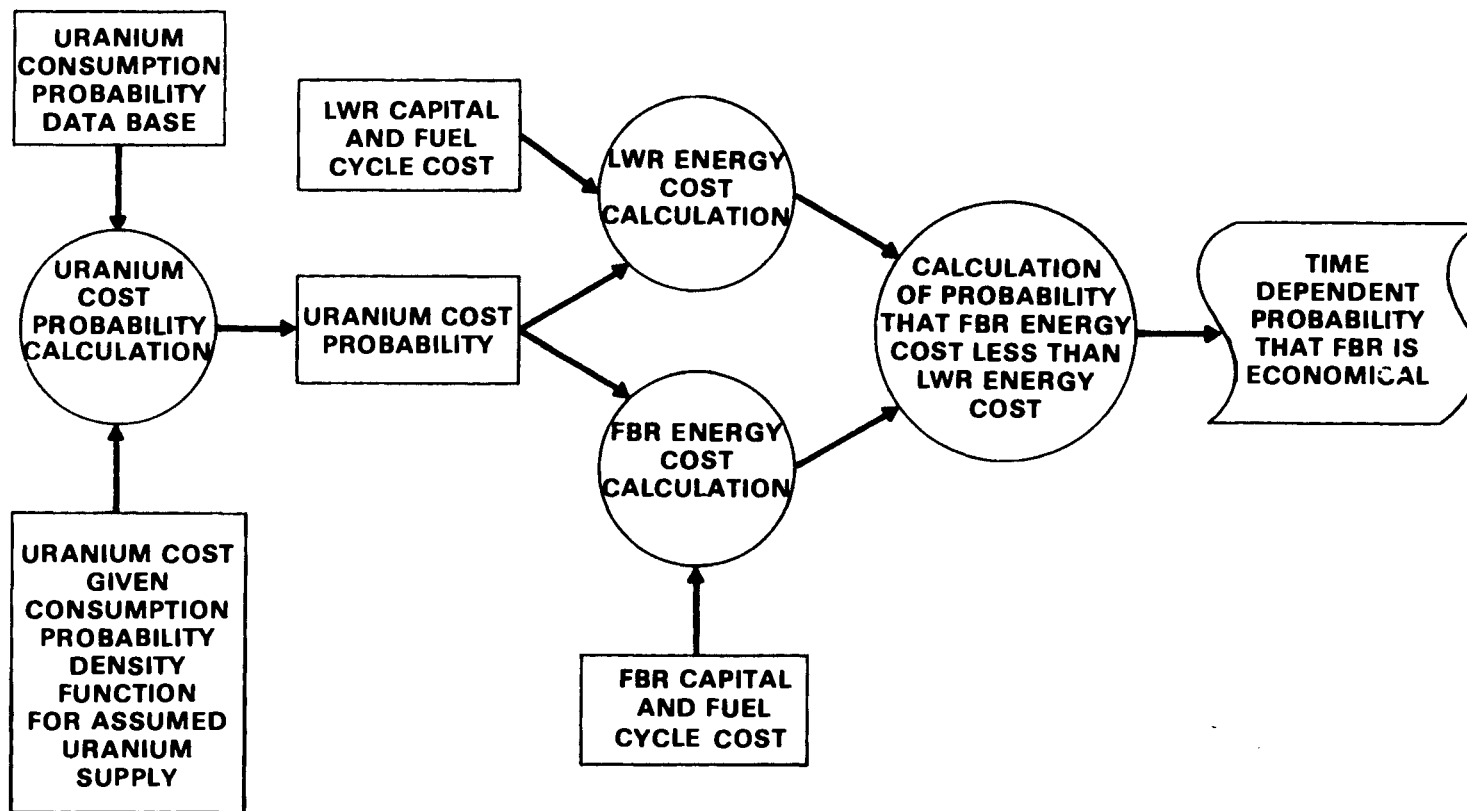 URANIUM
CONSUMPTION
PROBABILITY
DATA BASE
URANIUM
COST
PROBABILITY
CALCULATION
URANIUM COST
GIVEN
CONSUMPTION
PROBABILITY
DENSITY
FUNCTION
FOR ASSUMED
URANIUM
SUPPLY
LWR CAPITAL
AND FUEL
CYCLE COST
URANIUM COST
PROBABILITY
LWR ENERGY
COST
CALCULATION
FBR ENERGY
COST
CALCULATION
FBR CAPITAL
AND FUEL
CYCLE COST
CALCULATION
OF PROBABILITY
THAT FBR ENERGY
COST LESS THAN
LWR ENERGY
COST
TIME
DEPENDENT
PROBABILITY
THAT FBR IS
ECONOMICAL